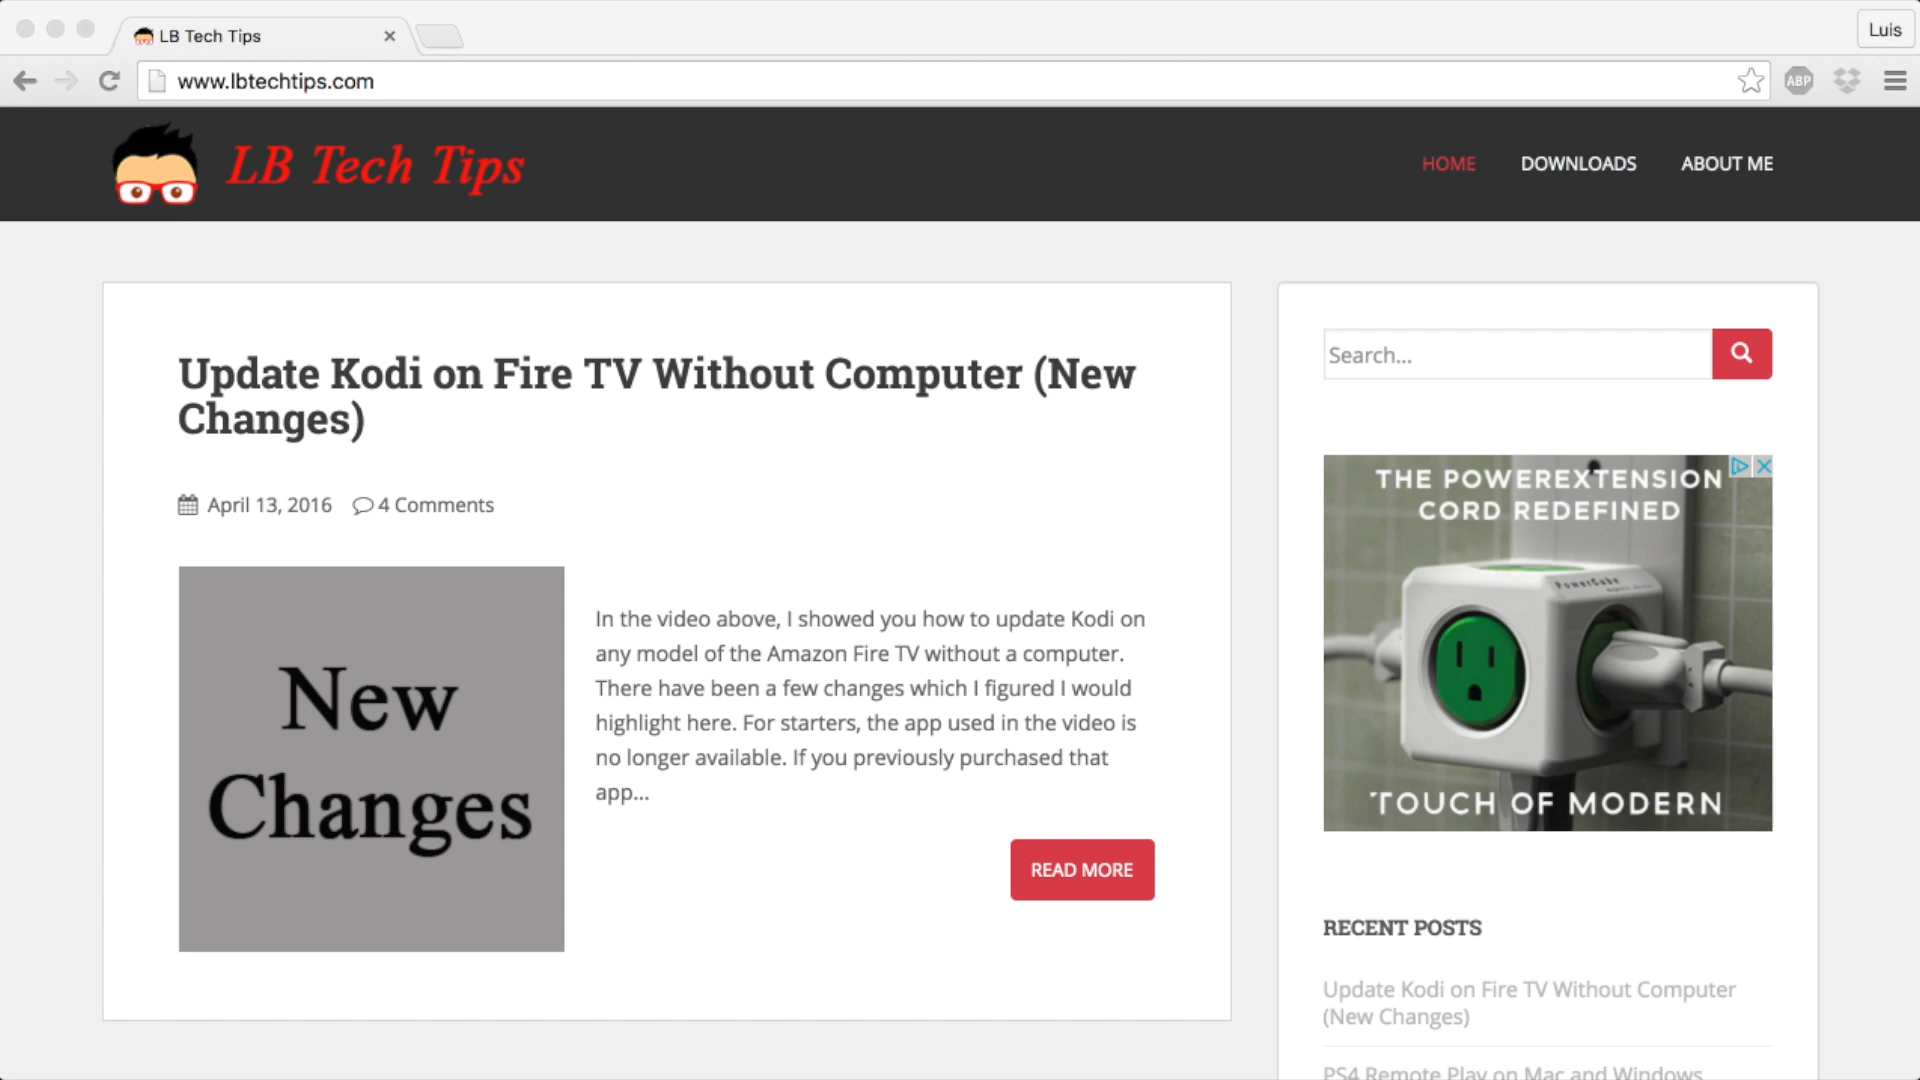 LB Tech Tips
Luis
www.lbtechtips.com
ABP
LB Tech Tips
HOME DOWNLOADS ABOUT ME
Update Kodi on Fire TV Without Computer (New
Changes)
April 13, 2016 4 Comments
New
Changes
In the video above, I showed you how to update Kodi on
any model of the Amazon Fire TV without a computer.
There have been a few changes which I figured I would
highlight here. For starters, the app used in the video is
no longer available. If you previously purchased that
app...
READ MORE
Search...
THE POWEREXTENSION
CORD REDEFINED
PowerCube
TOUCH OF MODERN
RECENT POSTS
Update Kodi on Fire TV Without Computer
(New Changes)
PS4 Remote Play on Mac and Windows